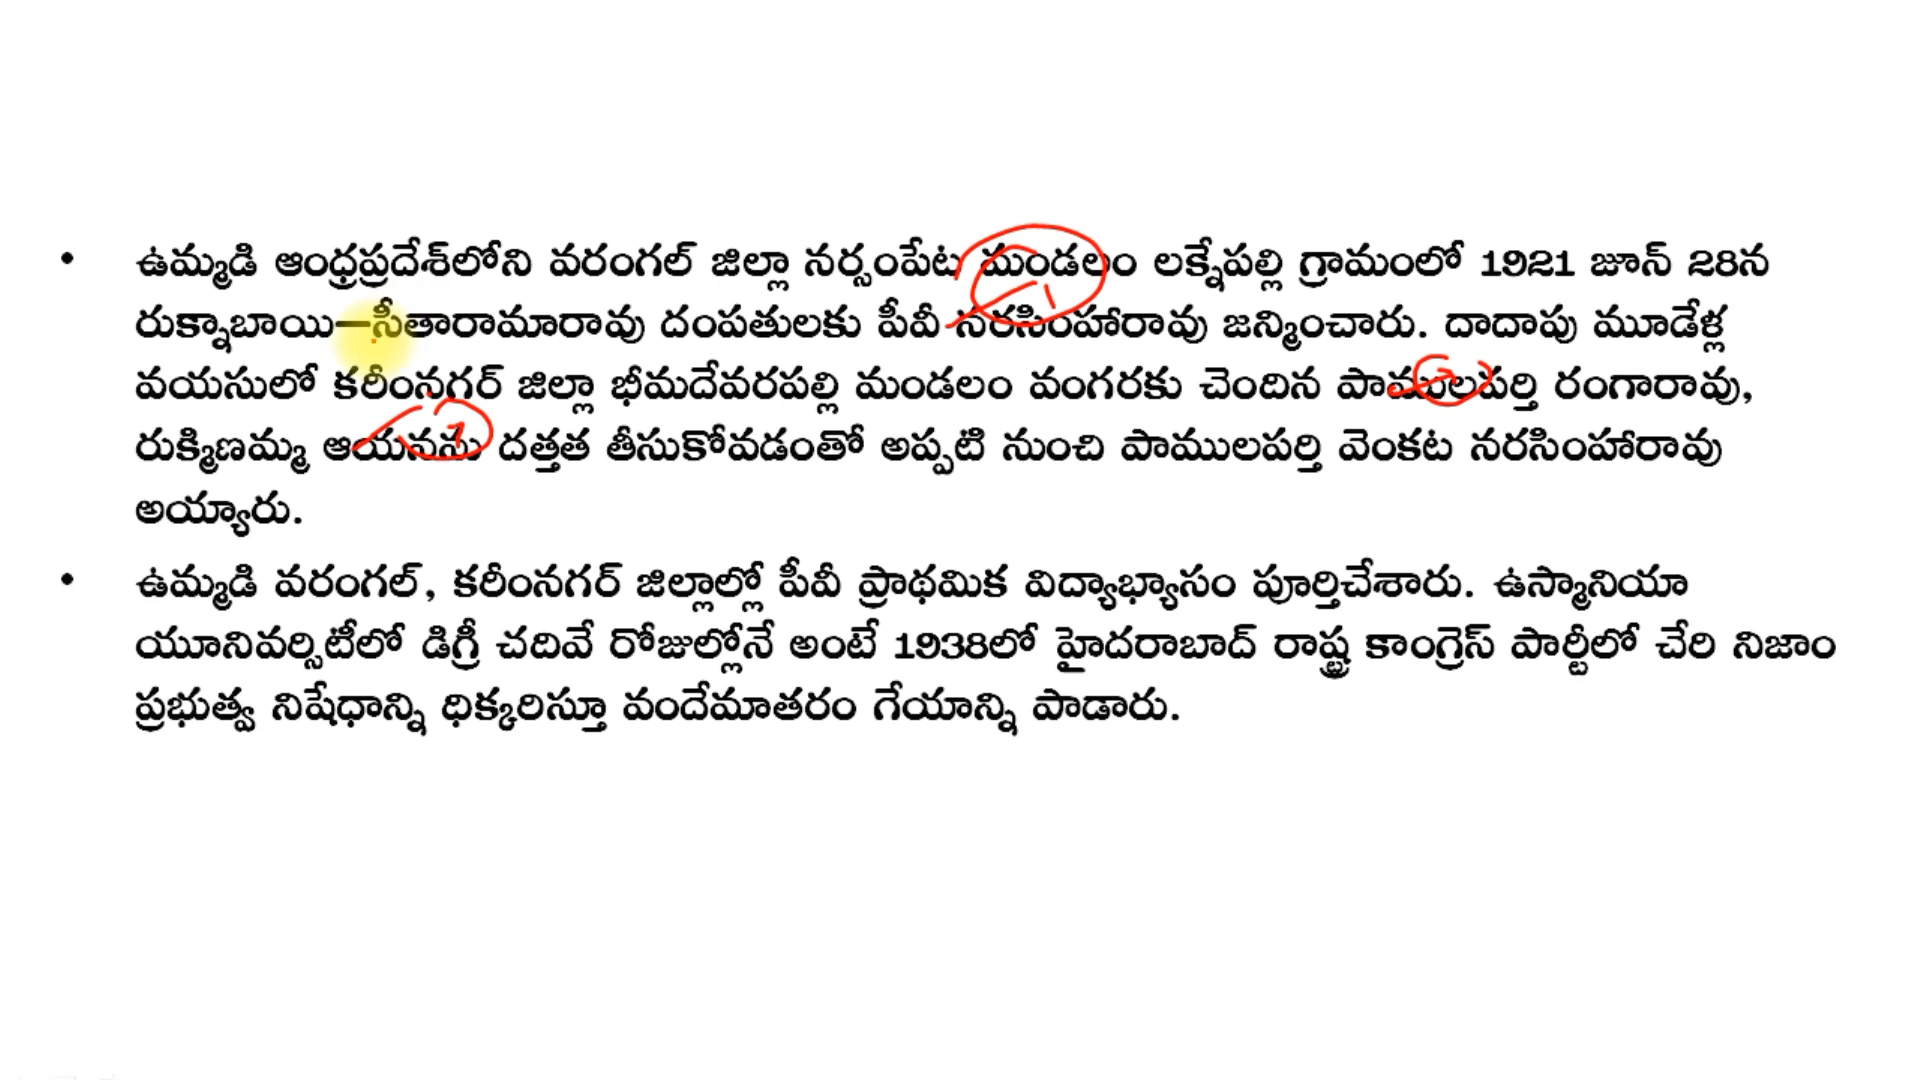 • ఉమ్మడి ఆంధ్రప్రదేశ్‌లోని వరంగల్ జిల్లా నర్సంపేట మండలం లక్నేపల్లి గ్రామంలో 1921 జూన్ 28న
రుక్నాబాయి–సీతారామారావు దంపతులకు పీవీ నరసింహారావు జన్మించారు. దాదాపు మూడేళ్ల
వయసులో కరీంనగర్ జిల్లా భీమదేవరపల్లి మండలం వంగరకు చెందిన పాములపర్తి రంగారావు,
రుక్మిణమ్మ ఆయనను దత్తత తీసుకోవడంతో అప్పటి నుంచి పాములపర్తి వెంకట నరసింహారావు
అయ్యారు.
• ఉమ్మడి వరంగల్, కరీంనగర్ జిల్లాల్లో పీవీ ప్రాథమిక విద్యాభ్యాసం పూర్తిచేశారు. ఉస్మానియా
యూనివర్సిటీలో డిగ్రీ చదివే రోజుల్లోనే అంటే 1938లో హైదరాబాద్ రాష్ట్ర కాంగ్రెస్ పార్టీలో చేరి నిజాం
ప్రభుత్వ నిషేధాన్ని ధిక్కరిస్తూ వందేమాతరం గేయాన్ని పాడారు.